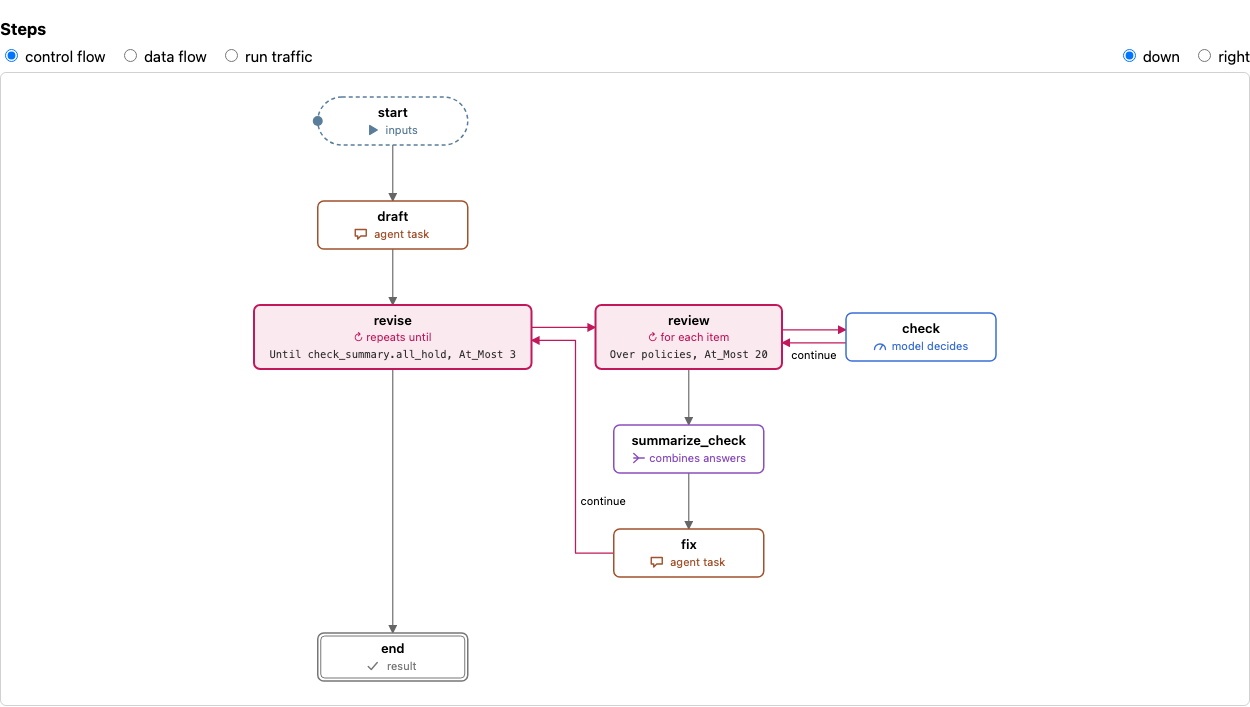 Steps
control flow data flow run traffic down right
start
inputs
draft
agent task
revise
repeats until
Until check_summary.all_hold, At_Most 3
review
for each item
Over policies, At_Most 20
check
model decides
continue
summarize_check
combines answers
continue
fix
agent task
end
result